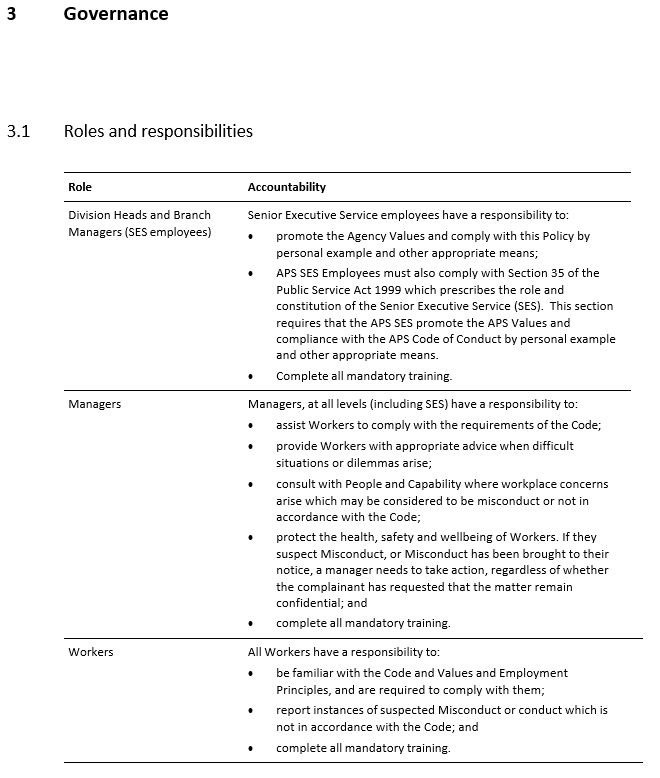 3 Governance
3.1 Roles and responsibilities
Role Accountability
Division Heads and Branch
Managers (SES employees)
Senior Executive Service employees have a responsibility to:
• promote the Agency Values and comply with this Policy by
personal example and other appropriate means;
• APS SES Employees must also comply with Section 35 of the
Public Service Act 1999 which prescribes the role and
constitution of the Senior Executive Service (SES). This section
requires that the APS SES promote the APS Values and
compliance with the APS Code of Conduct by personal example
and other appropriate means.
• Complete all mandatory training.
Managers
Managers, at all levels (including SES) have a responsibility to:
• assist Workers to comply with the requirements of the Code;
• provide Workers with appropriate advice when difficult
situations or dilemmas arise;
• consult with People and Capability where workplace concerns
arise which may be considered to be misconduct or not in
accordance with the Code;
• protect the health, safety and wellbeing of Workers. If they
suspect Misconduct, or Misconduct has been brought to their
notice, a manager needs to take action, regardless of whether
the complainant has requested that the matter remain
confidential; and
• complete all mandatory training.
Workers
All Workers have a responsibility to:
• be familiar with the Code and Values and Employment
Principles, and are required to comply with them;
• report instances of suspected Misconduct or conduct which is
not in accordance with the Code; and
• complete all mandatory training.